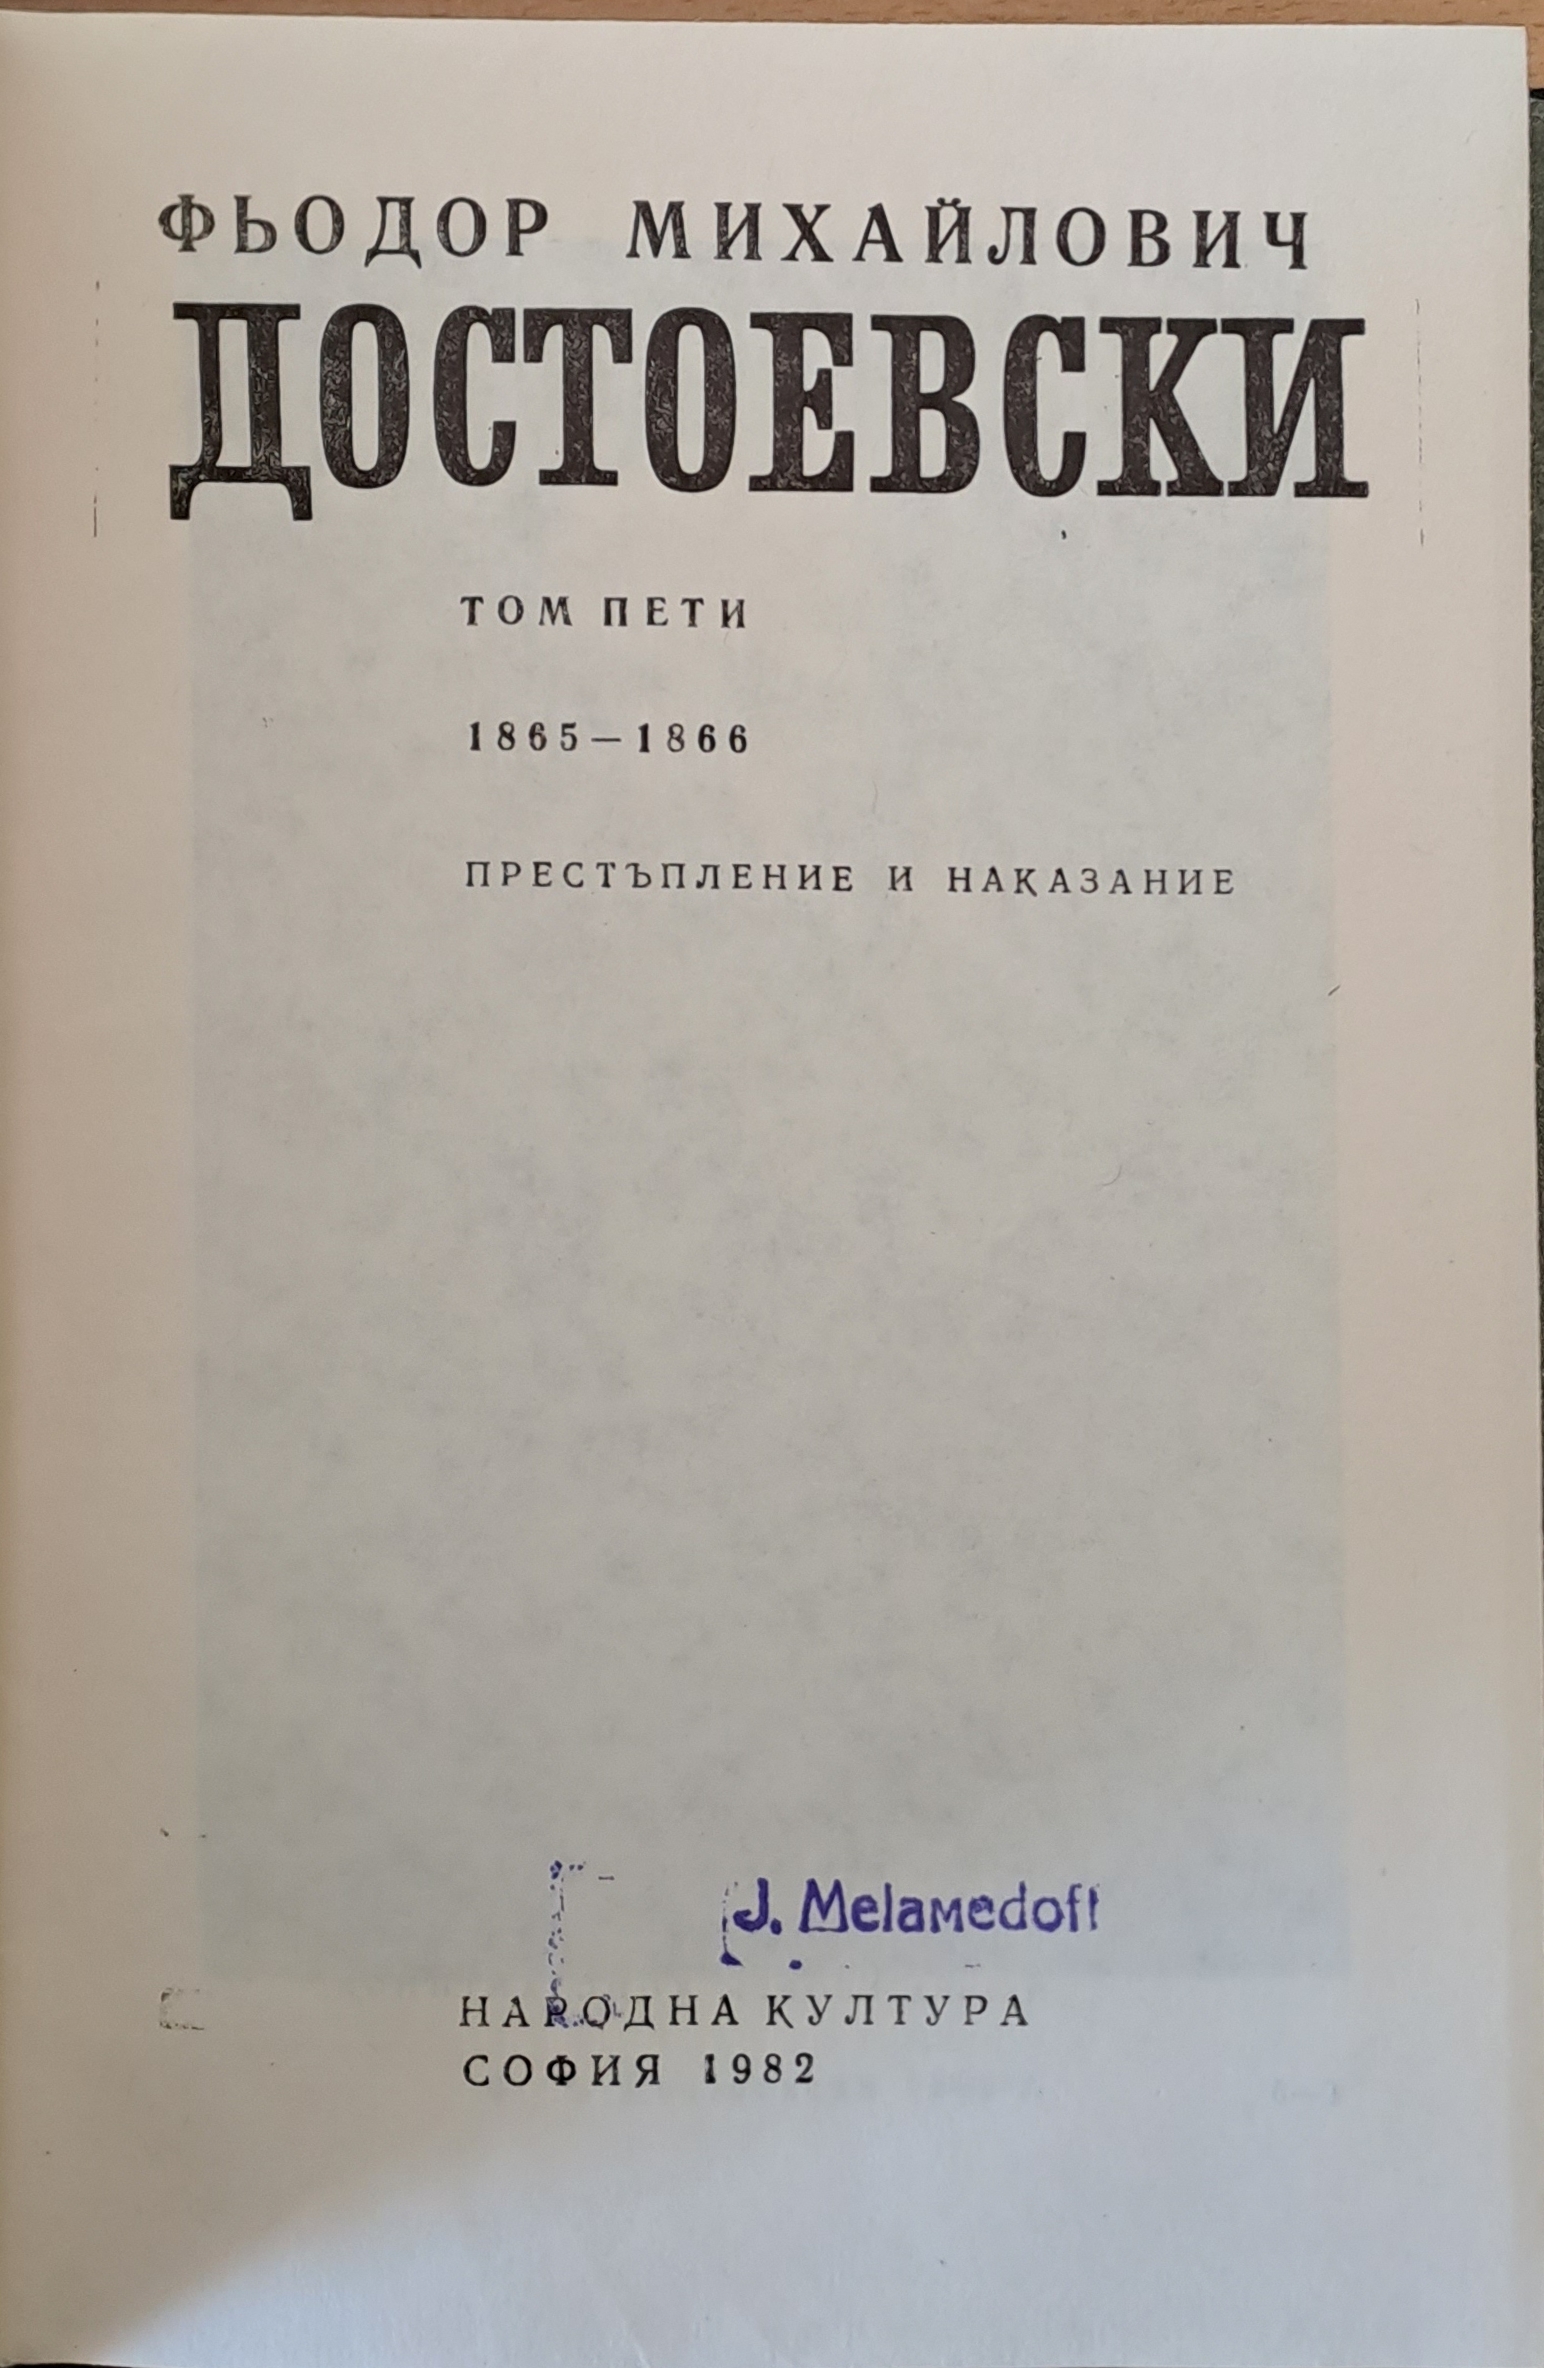 ФЬОДОР МИХАЙЛОВИЧ
ДОСТОЕВСКИ
ТОМ ПЕТИ
1865—1866
ПРЕСТЪПЛЕНИЕ И НАКАЗАНИЕ
J. Melamedoff
НАРОДНА КУЛТУРА
СОФИЯ 1982